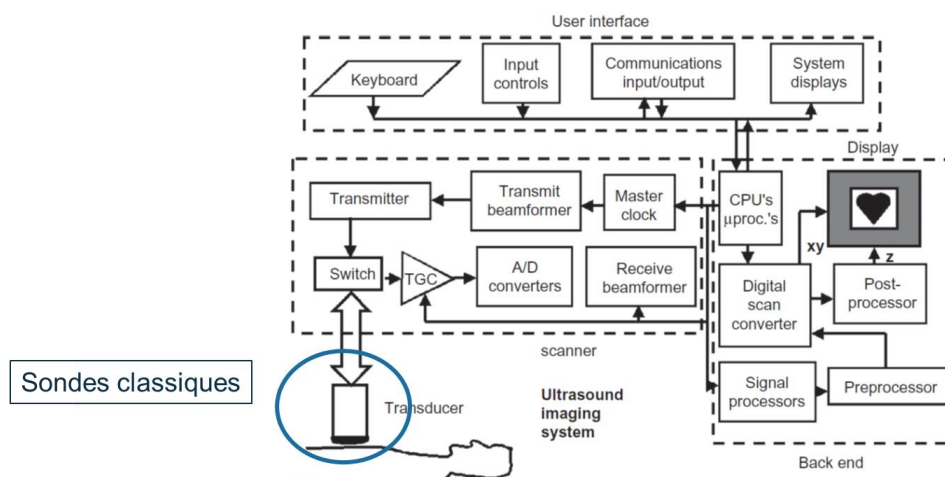 User interface
Keyboard
Input
controls
Communications
input/output
System
displays
Display
Transmitter
Transmit
beamformer
Master
clock
CPU's
μproc.'s
xy
z
Switch
TGC
A/D
converters
Receive
beamformer
Digital
scan
converter
Post-
processor
scanner
Sondes classiques
Transducer
Ultrasound
imaging
system
Signal
processors
Preprocessor
Back end